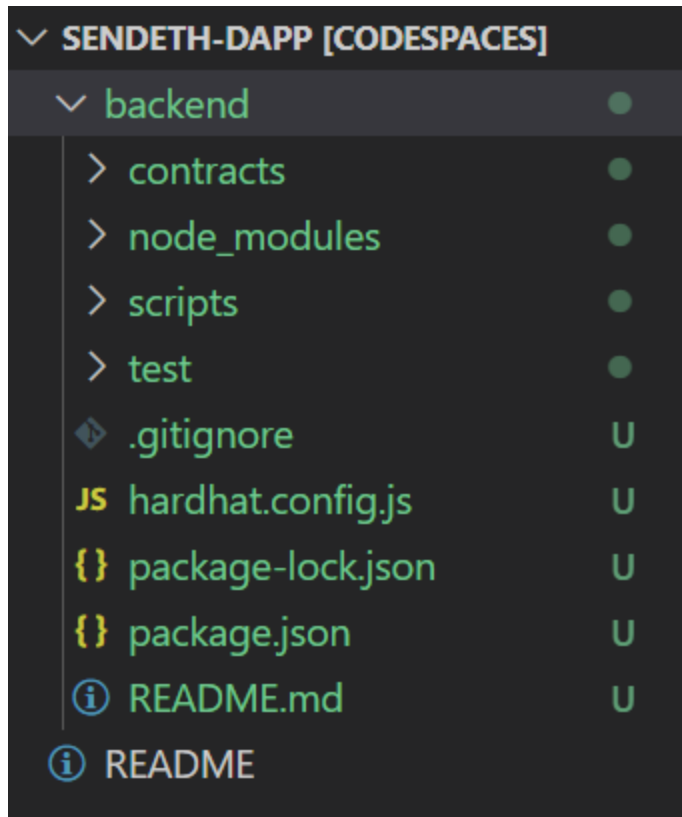 SENDETH-DAPP [CODESPACES]
backend
contracts
node_modules
scripts
test
.gitignore U
JS hardhat.config.js U
{} package-lock.json U
{} package.json U
README.md U
README